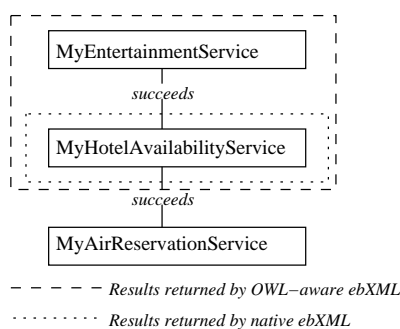 MyEntertainmentService
succeeds
MyHotelAvailabilityService
succeeds
MyAirReservationService
Results returned by OWL−aware ebXML
Results returned by native ebXML